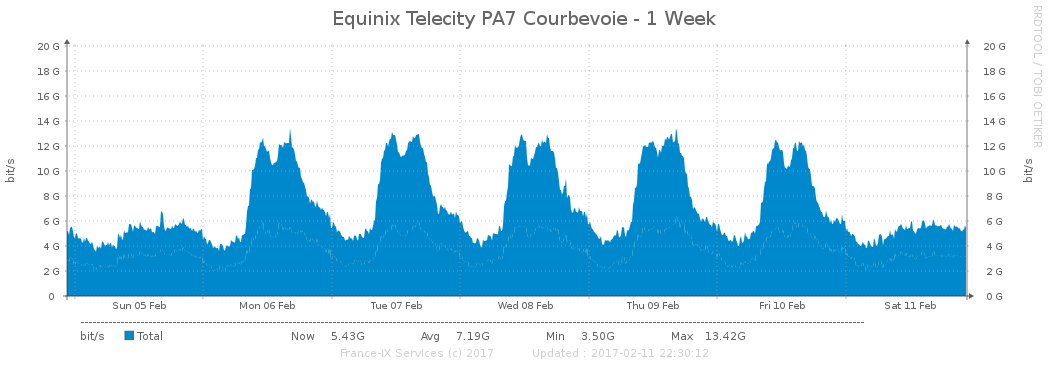 Equinix Telecity PA7 Courbevoie - 1 Week
RRDTOOL / TOBI OETIKER
20 G 20 G
18 G 18 G
16 G 16 G
14 G 14 G
12 G 12 G
10 G 10 G
8 G 8 G
6 G 6 G
4 G 4 G
2 G 2 G
0 0 G
bit/s bit/s
Sun 05 Feb Mon 06 Feb Tue 07 Feb Wed 08 Feb Thu 09 Feb Fri 10 Feb Sat 11 Feb
bit/s Total Now 5.43G Avg 7.19G Min 3.50G Max 13.42G
France-IX Services (c) 2017 Updated : 2017-02-11 22:30:12